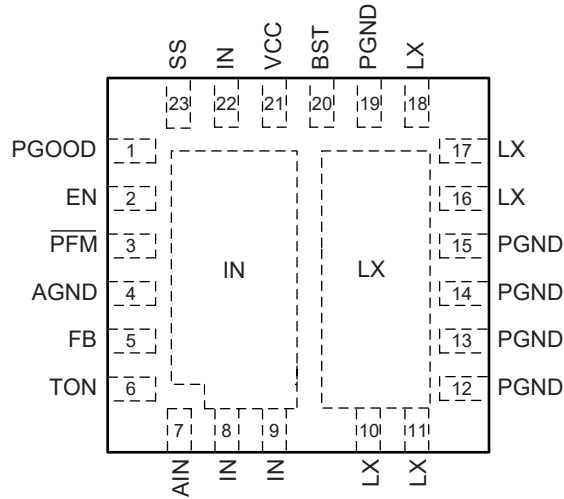 SS IN VCC BST PGND LX
23 22 21 20 19 18
PGOOD 1 17 LX
EN 2 16 LX
PFM 3 15 PGND
IN LX
AGND 4 14 PGND
FB 5 13 PGND
TON 6 12 PGND
7 8 9 10 11
AIN IN IN LX LX